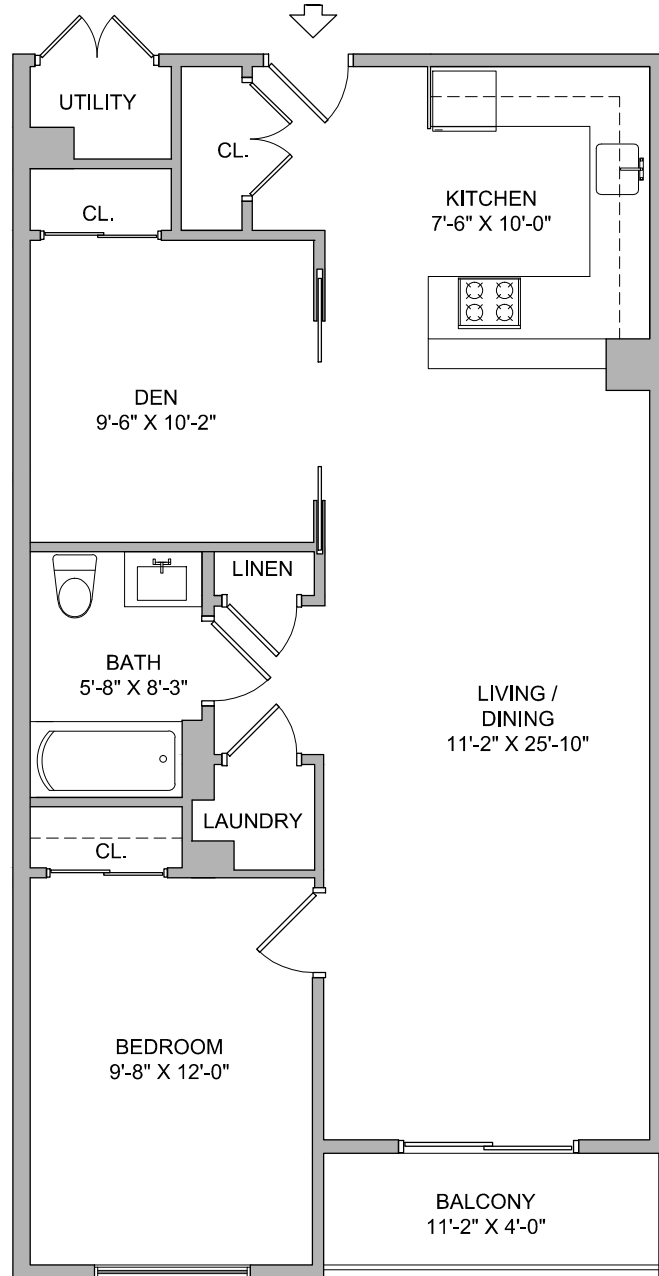 UTILITY
CL.
CL.
KITCHEN
7'-6" X 10'-0"
DEN
9'-6" X 10'-2"
LINEN
BATH
5'-8" X 8'-3"
LIVING /
DINING
11'-2" X 25'-10"
LAUNDRY
CL.
BEDROOM
9'-8" X 12'-0"
BALCONY
11'-2" X 4'-0"